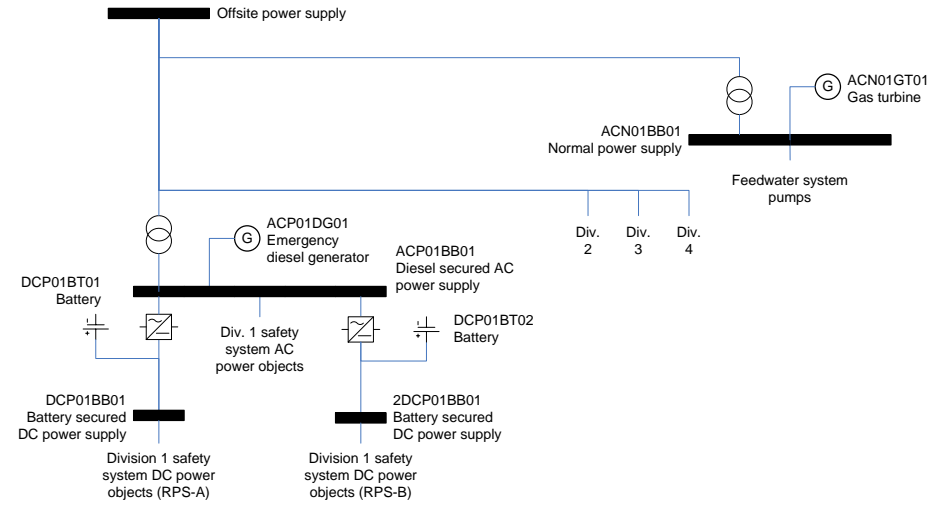 Offsite power supply
G
ACN01GT01
Gas turbine
ACN01BB01
Normal power supply
Feedwater system
pumps
Div.
2
Div.
3
Div.
4
G
ACP01DG01
Emergency
diesel generator
ACP01BB01
Diesel secured AC
power supply
DCP01BT01
Battery
Div. 1 safety
system AC
power objects
DCP01BT02
Battery
DCP01BB01
Battery secured
DC power supply
2DCP01BB01
Battery secured
DC power supply
Division 1 safety
system DC power
objects (RPS-A)
Division 1 safety
system DC power
objects (RPS-B)